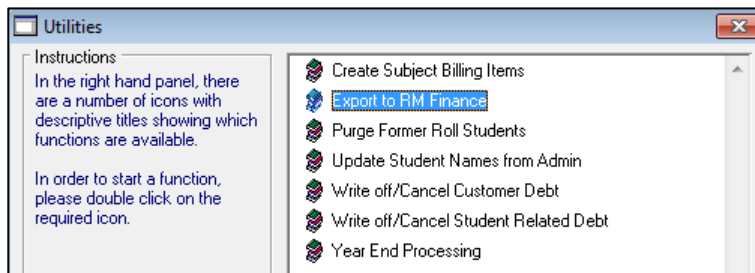 Utilities
Instructions
In the right hand panel, there
are a number of icons with
descriptive titles showing which
functions are available.
In order to start a function,
please double click on the
required icon.
Create Subject Billing Items
Export to RM Finance
Purge Former Roll Students
Update Student Names from Admin
Write off/Cancel Customer Debt
Write off/Cancel Student Related Debt
Year End Processing